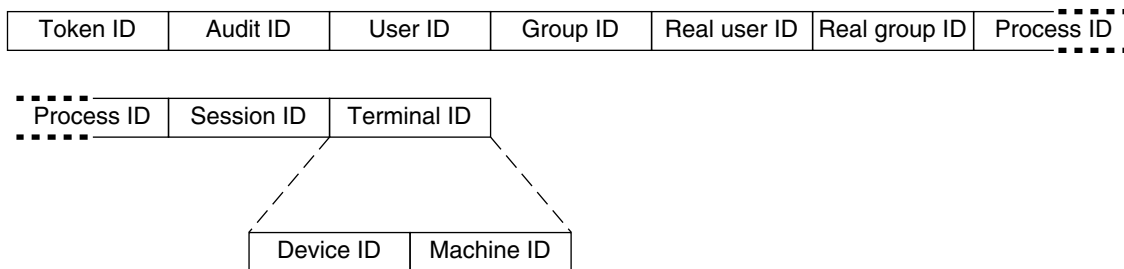 Token ID Audit ID User ID Group ID Real user ID Real group ID Process ID
Process ID Session ID Terminal ID
Device ID Machine ID